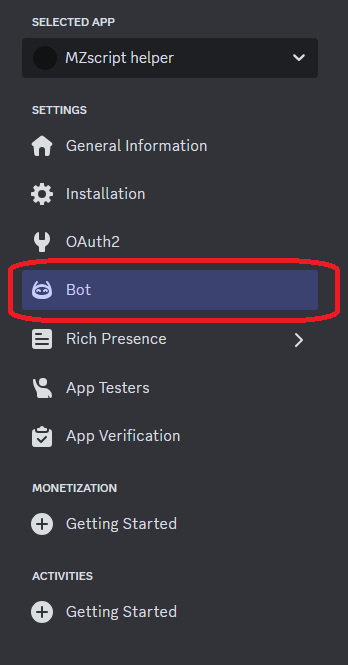 SELECTED APP
MZscript helper
SETTINGS
General Information
Installation
OAuth2
Bot
Rich Presence
App Testers
App Verification
MONETIZATION
Getting Started
ACTIVITIES
Getting Started